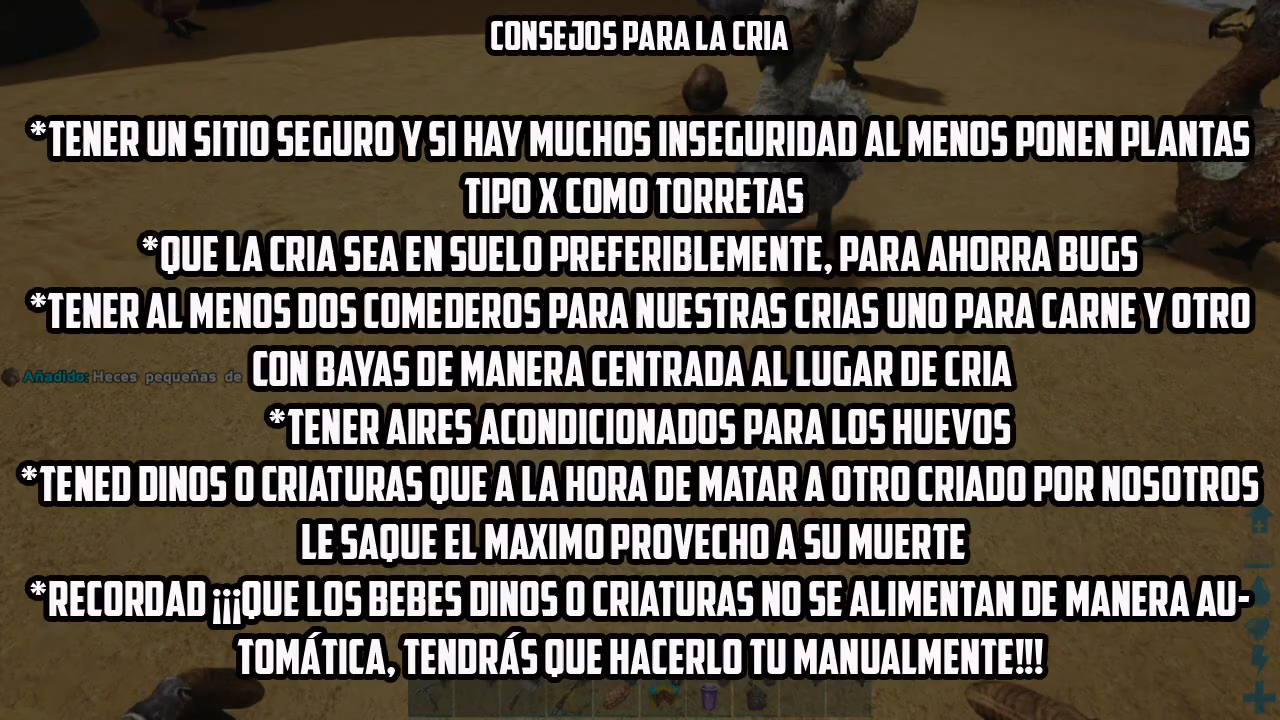 CONSEJOS PARA LA CRIA
*TENER UN SITIO SEGURO Y SI HAY MUCHOS INSEGURIDAD AL MENOS PONEN PLANTAS
TIPO X COMO TORRETAS
*QUE LA CRIA SEA EN SUELO PREFERIBLEMENTE, PARA AHORRA BUGS
*TENER AL MENOS DOS COMEDEROS PARA NUESTRAS CRIAS UNO PARA CARNE Y OTRO
CON BAYAS DE MANERA CENTRADA AL LUGAR DE CRIA
Añadido: Heces pequeñas de
*TENER AIRES ACONDICIONADOS PARA LOS HUEVOS
*TENED DINOS O CRIATURAS QUE A LA HORA DE MATAR A OTRO CRIADO POR NOSOTROS
LE SAQUE EL MAXIMO PROVECHO A SU MUERTE
*RECORDAD ¡¡¡QUE LOS BEBES DINOS O CRIATURAS NO SE ALIMENTAN DE MANERA AU-
TOMÁTICA, TENDRÁS QUE HACERLO TU MANUALMENTE!!!